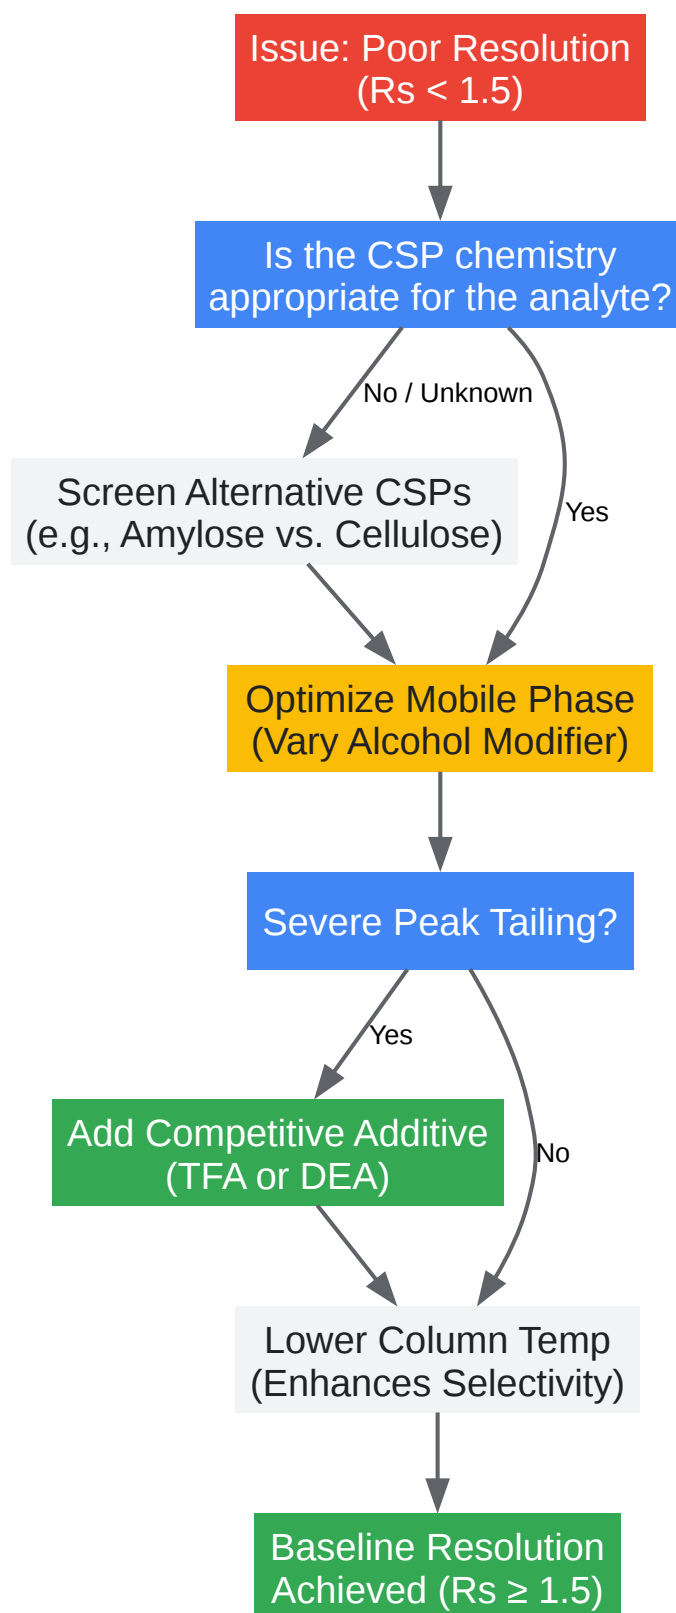 Issue: Poor Resolution
(Rs < 1.5)
Is the CSP chemistry
appropriate for the analyte?
No / Unknown
Screen Alternative CSPs
(e.g., Amylose vs. Cellulose)
Yes
Optimize Mobile Phase
(Vary Alcohol Modifier)
Severe Peak Tailing?
Yes
Add Competitive Additive
(TFA or DEA)
No
Lower Column Temp
(Enhances Selectivity)
Baseline Resolution
Achieved (Rs ≥ 1.5)